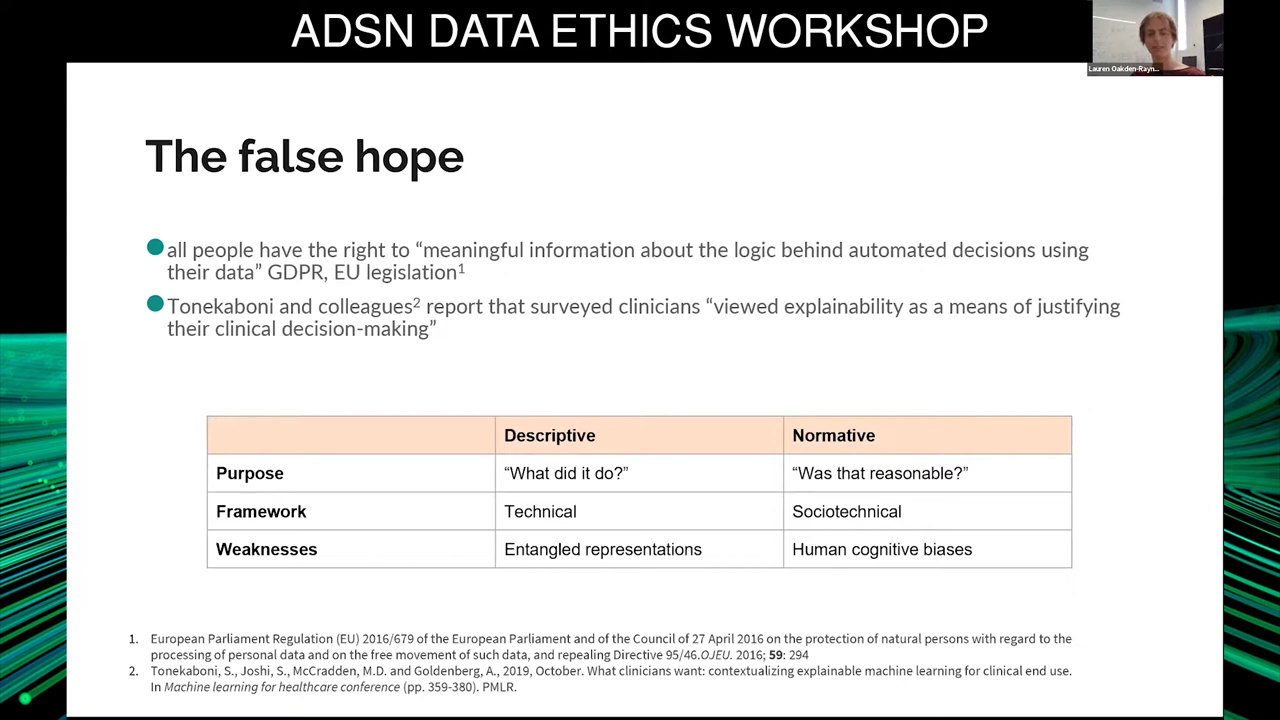 ADSN DATA ETHICS WORKSHOP
Lauren Oakden-Rayn...
The false hope
all people have the right to “meaningful information about the logic behind automated decisions using
their data” GDPR, EU legislation1
Tonekaboni and colleagues2 report that surveyed clinicians “viewed explainability as a means of justifying
their clinical decision-making”
Descriptive Normative
Purpose “What did it do?” “Was that reasonable?”
Framework Technical Sociotechnical
Weaknesses Entangled representations Human cognitive biases
1. European Parliament Regulation (EU) 2016/679 of the European Parliament and of the Council of 27 April 2016 on the protection of natural persons with regard to the
processing of personal data and on the free movement of such data, and repealing Directive 95/46.OJEU. 2016; 59: 294
2. Tonekaboni, S., Joshi, S., McCradden, M.D. and Goldenberg, A., 2019, October. What clinicians want: contextualizing explainable machine learning for clinical end use.
In Machine learning for healthcare conference (pp. 359-380). PMLR.